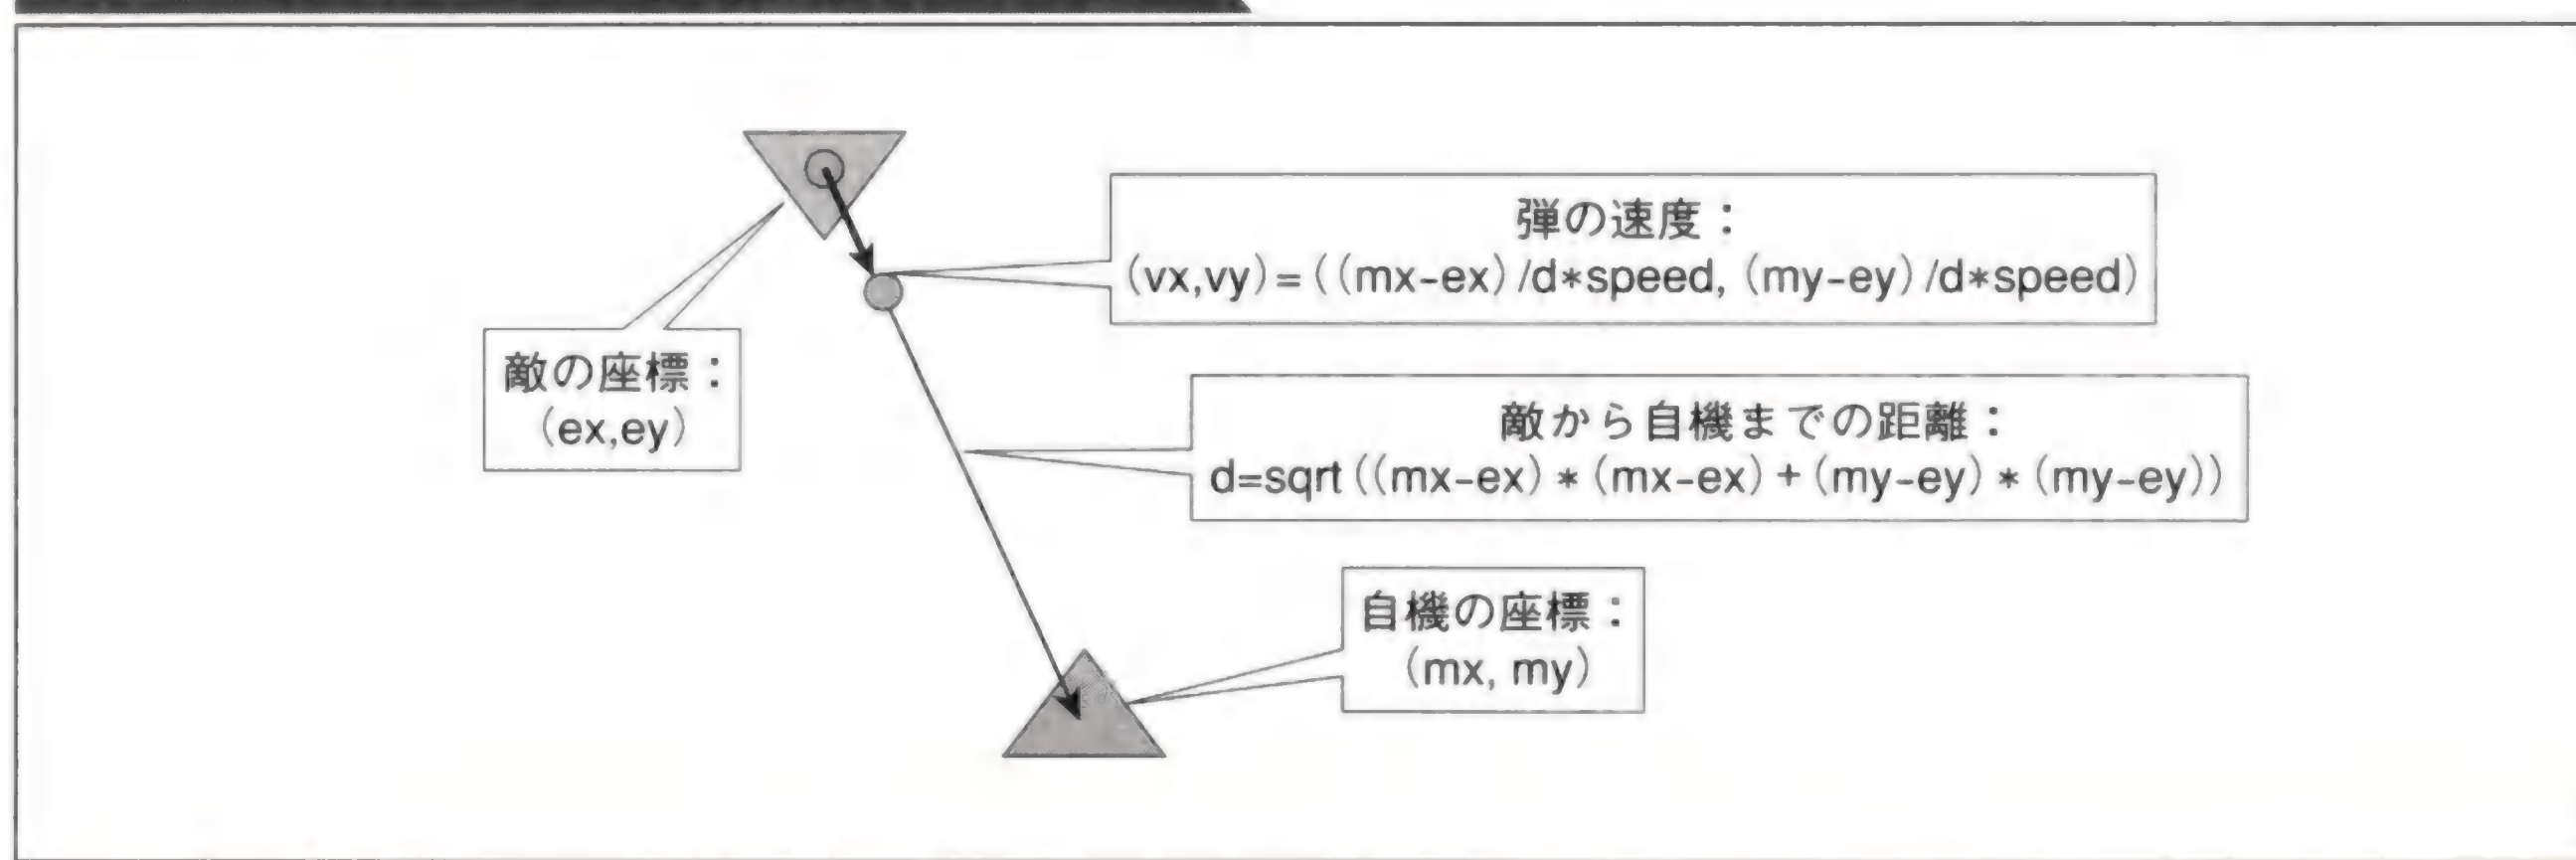 弾の速度：
(vx,vy)=((mx-ex)/d*speed, (my-ey)/d*speed)
敵の座標：
(ex,ey)
敵から自機までの距離：
d=sqrt((mx-ex)*(mx-ex)+(my-ey)*(my-ey))
自機の座標：
(mx, my)